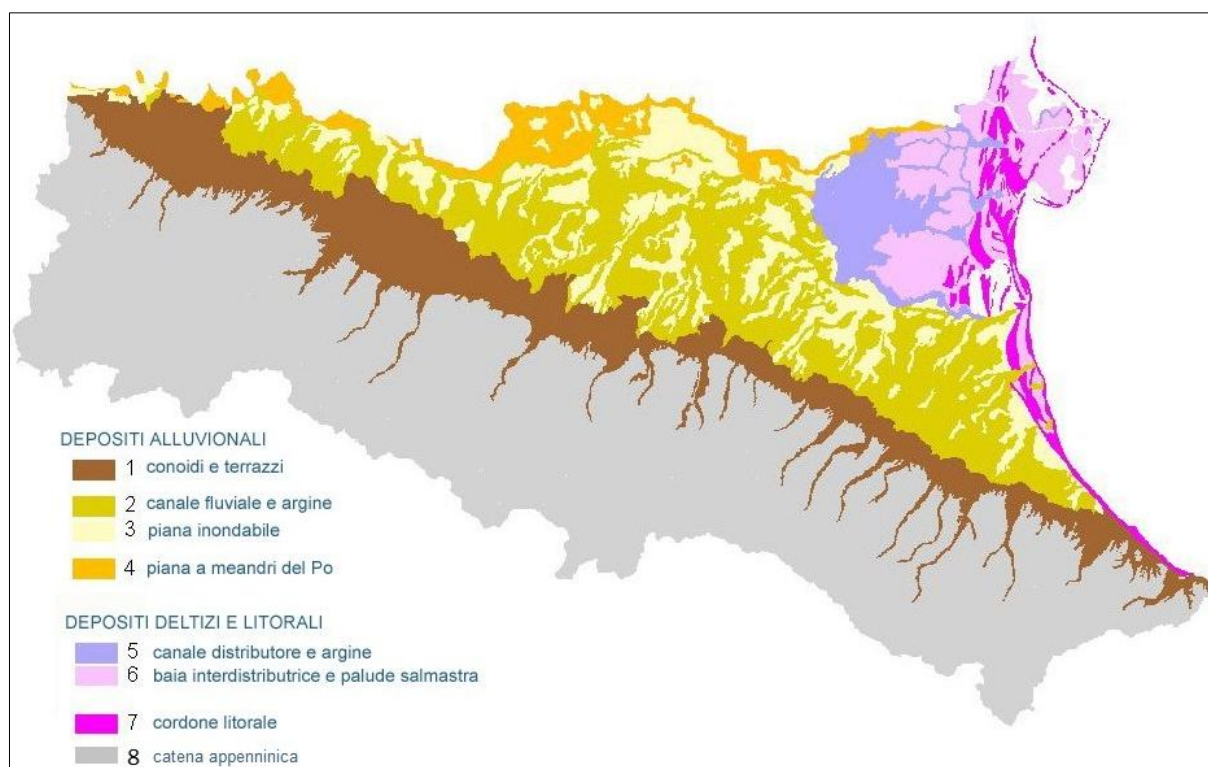 DEPOSITI ALLUVIONALI
1 conoidi e terrazzi
2 canale fluviale e argine
3 piana inondabile
4 piana a meandri del Po
DEPOSITI DELTIZI E LITORALI
5 canale distributore e argine
6 baia interdistributrice e palude salmastra
7 cordone litorale
8 catena appenninica